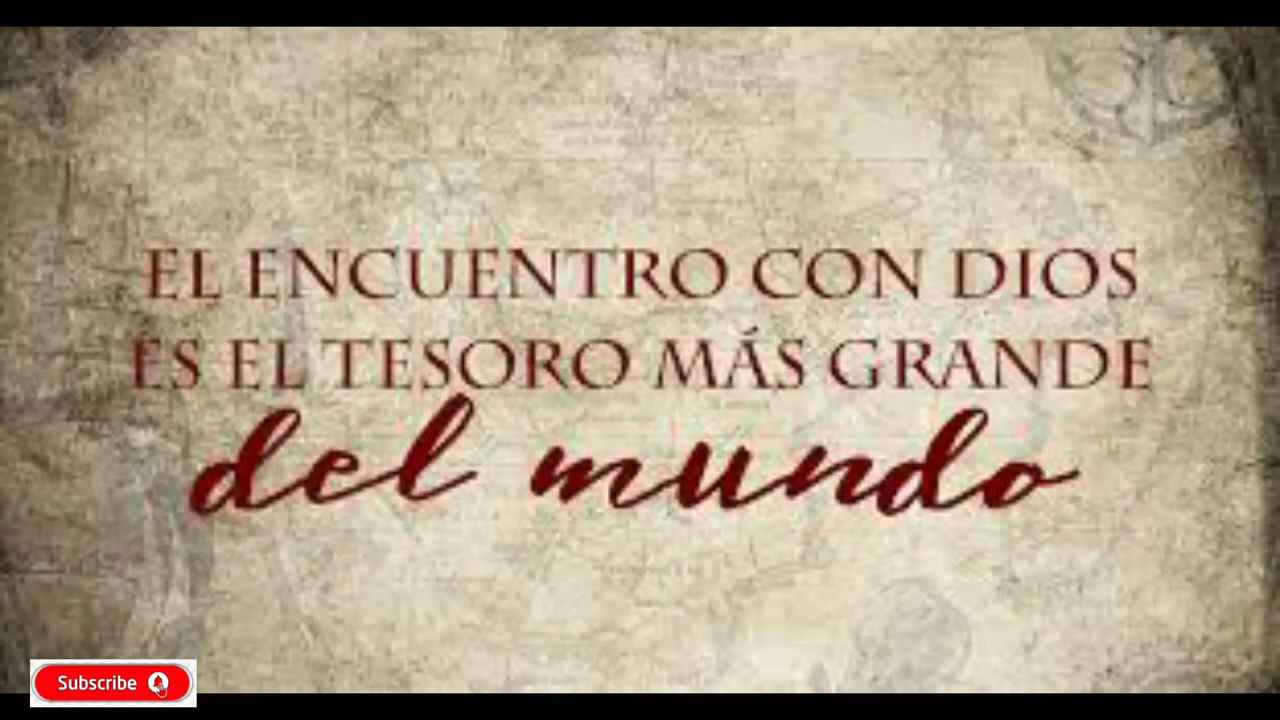 EL ENCUENTRO CON DIOS
ES EL TESORO MÁS GRANDE
del mundo
Subscribe